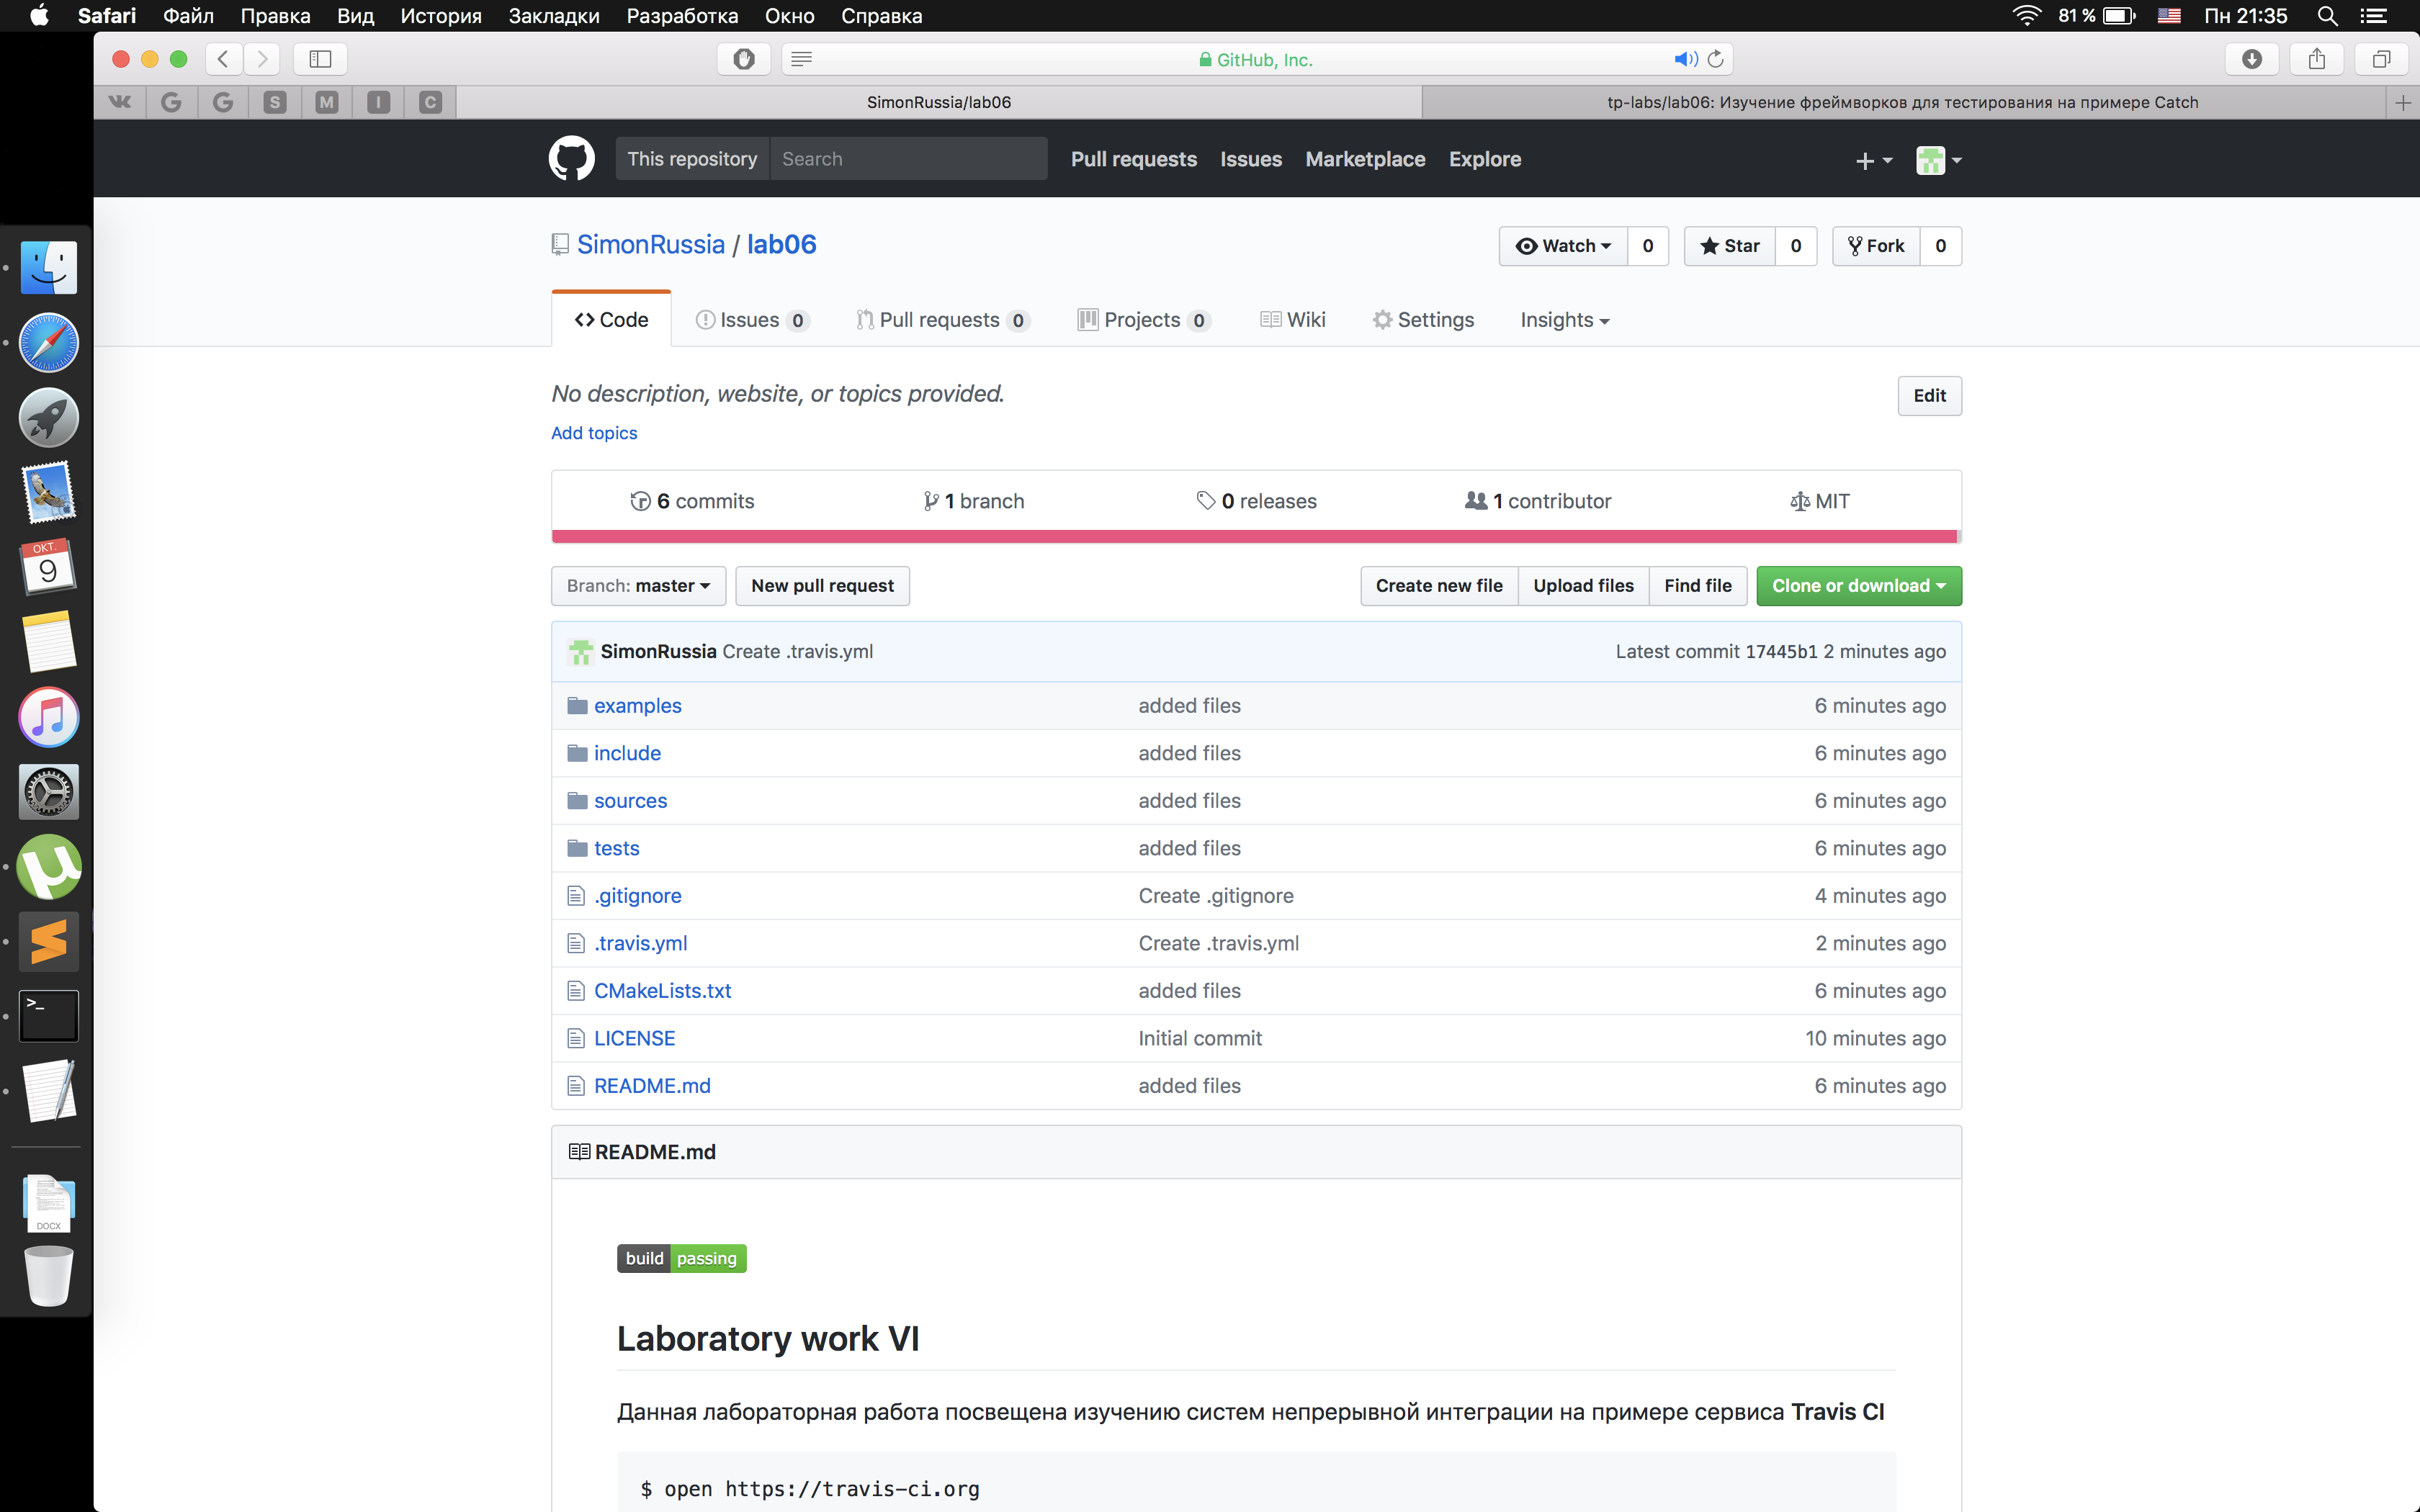 Safari Файл Правка Вид История Закладки Разработка Окно Справка 81 % Пн 21:35
GitHub, Inc.
S M I C SimonRussia/lab06 tp-labs/lab06: Изучение фреймворков для тестирования на примере Catch
This repository Search Pull requests Issues Marketplace Explore
SimonRussia / lab06 Watch 0 Star 0 Fork 0
Code Issues 0 Pull requests 0 Projects 0 Wiki Settings Insights
No description, website, or topics provided. Edit
Add topics
6 commits 1 branch 0 releases 1 contributor MIT
Branch: master New pull request Create new file Upload files Find file Clone or download
SimonRussia Create .travis.yml Latest commit 17445b1 2 minutes ago
examples added files 6 minutes ago
include added files 6 minutes ago
sources added files 6 minutes ago
tests added files 6 minutes ago
.gitignore Create .gitignore 4 minutes ago
.travis.yml Create .travis.yml 2 minutes ago
CMakeLists.txt added files 6 minutes ago
LICENSE Initial commit 10 minutes ago
README.md added files 6 minutes ago
README.md
build passing
Laboratory work VI
Данная лабораторная работа посвещена изучению систем непрерывной интеграции на примере сервиса Travis CI
$ open https://travis-ci.org
ОКТ.
9
>_
DOCX